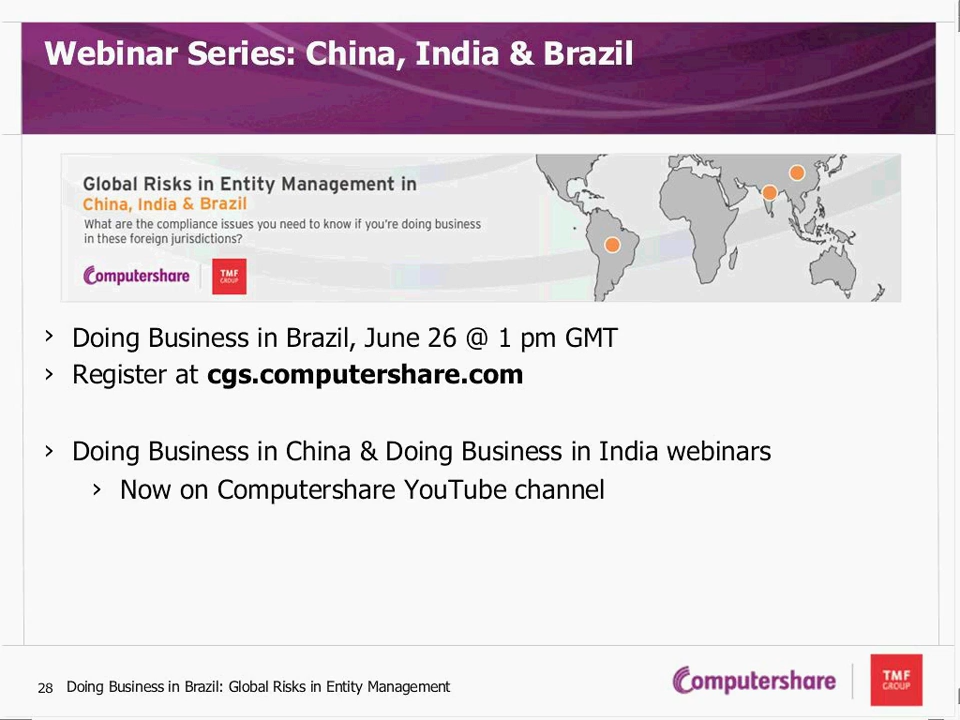 Webinar Series: China, India & Brazil
Global Risks in Entity Management in
China, India & Brazil
What are the compliance issues you need to know if you're doing business
in these foreign jurisdictions?
Computershare
TMF
GROUP
› Doing Business in Brazil, June 26 @ 1 pm GMT
› Register at cgs.computershare.com
› Doing Business in China & Doing Business in India webinars
› Now on Computershare YouTube channel
28 Doing Business in Brazil: Global Risks in Entity Management
Computershare
TMF
GROUP